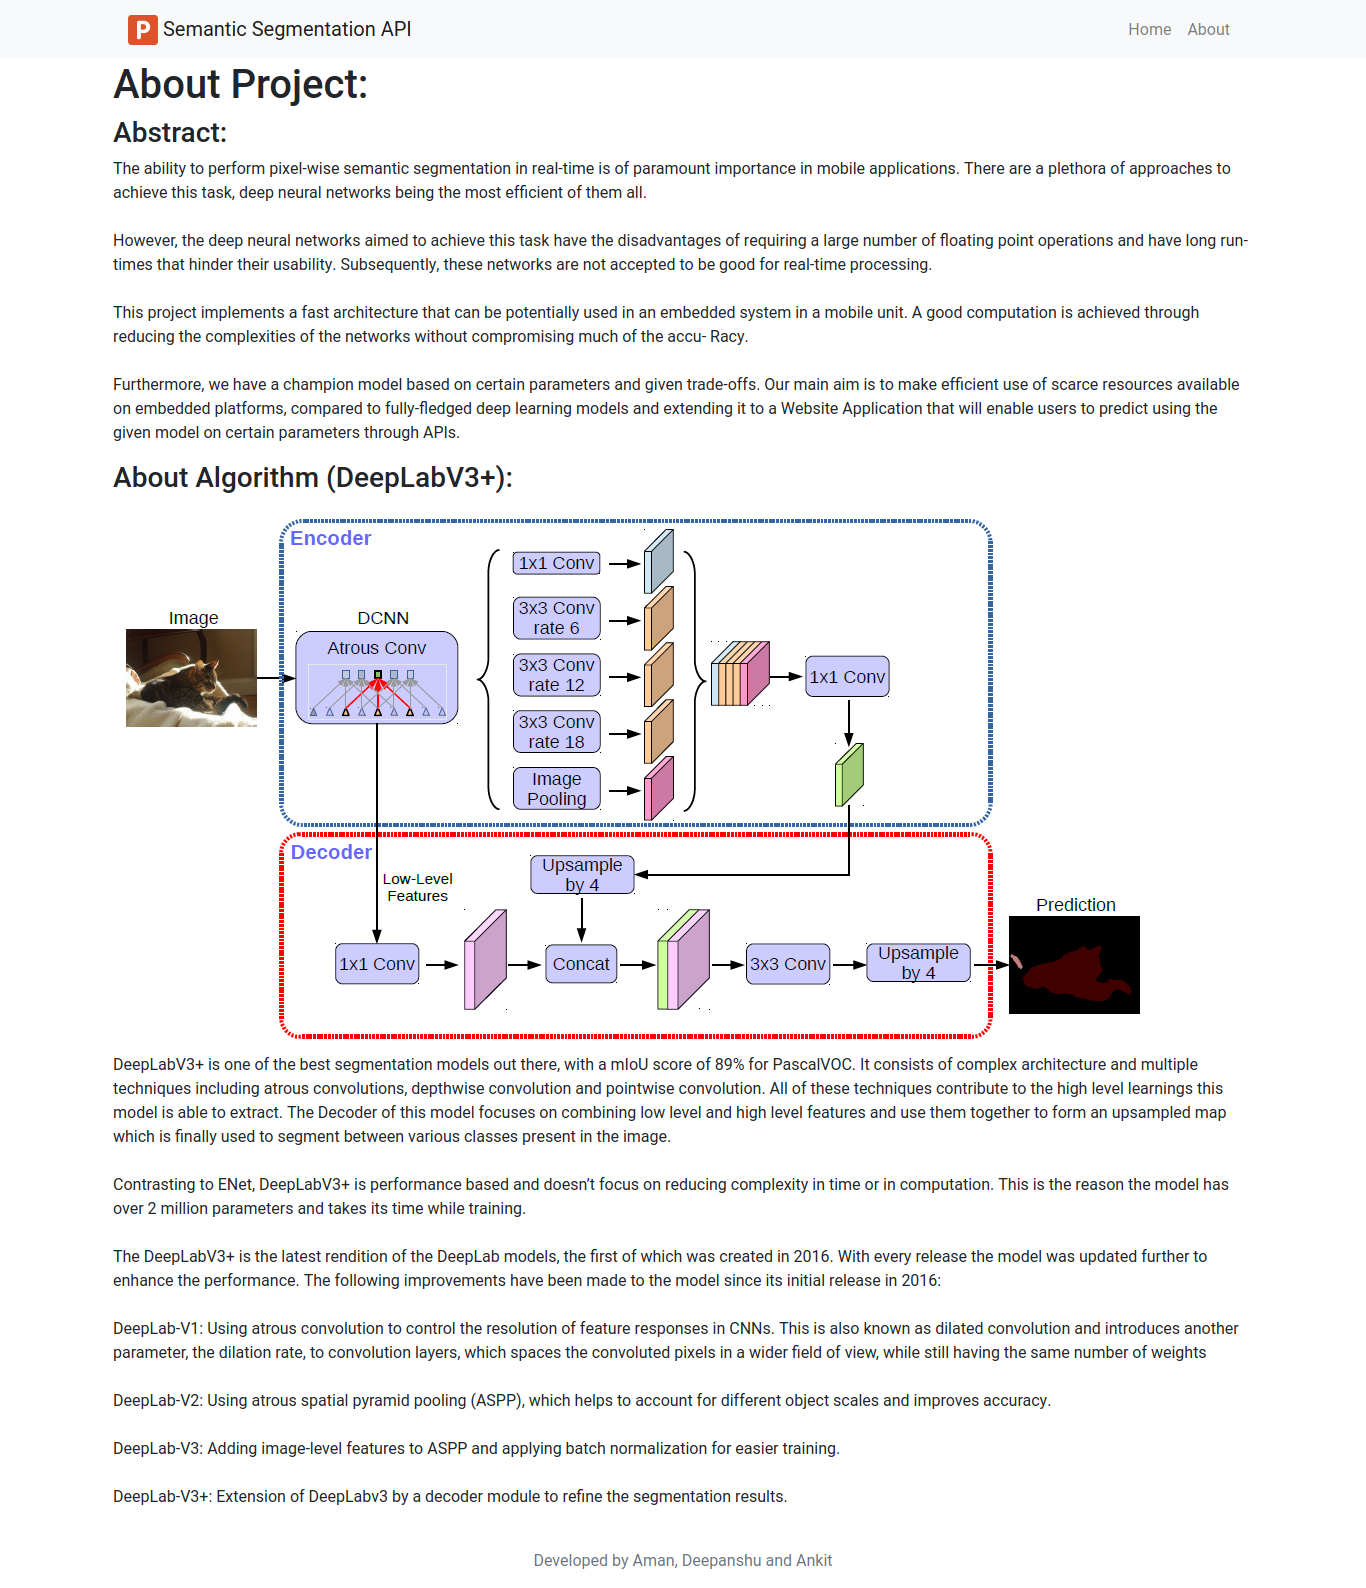 P Semantic Segmentation API
Home About
About Project:
Abstract:
The ability to perform pixel-wise semantic segmentation in real-time is of paramount importance in mobile applications. There are a plethora of approaches to
achieve this task, deep neural networks being the most efficient of them all.
However, the deep neural networks aimed to achieve this task have the disadvantages of requiring a large number of floating point operations and have long run-
times that hinder their usability. Subsequently, these networks are not accepted to be good for real-time processing.
This project implements a fast architecture that can be potentially used in an embedded system in a mobile unit. A good computation is achieved through
reducing the complexities of the networks without compromising much of the accu- Racy.
Furthermore, we have a champion model based on certain parameters and given trade-offs. Our main aim is to make efficient use of scarce resources available
on embedded platforms, compared to fully-fledged deep learning models and extending it to a Website Application that will enable users to predict using the
given model on certain parameters through APIs.
About Algorithm (DeepLabV3+):
Encoder
Image
DCNN
Atrous Conv
1x1 Conv
3x3 Conv
rate 6
3x3 Conv
rate 12
3x3 Conv
rate 18
Image
Pooling
1x1 Conv
Decoder
Low-Level
Features
Upsample
by 4
1x1 Conv
Concat
3x3 Conv
Upsample
by 4
Prediction
DeepLabV3+ is one of the best segmentation models out there, with a mIoU score of 89% for PascalVOC. It consists of complex architecture and multiple
techniques including atrous convolutions, depthwise convolution and pointwise convolution. All of these techniques contribute to the high level learnings this
model is able to extract. The Decoder of this model focuses on combining low level and high level features and use them together to form an upsampled map
which is finally used to segment between various classes present in the image.
Contrasting to ENet, DeepLabV3+ is performance based and doesn’t focus on reducing complexity in time or in computation. This is the reason the model has
over 2 million parameters and takes its time while training.
The DeepLabV3+ is the latest rendition of the DeepLab models, the first of which was created in 2016. With every release the model was updated further to
enhance the performance. The following improvements have been made to the model since its initial release in 2016:
DeepLab-V1: Using atrous convolution to control the resolution of feature responses in CNNs. This is also known as dilated convolution and introduces another
parameter, the dilation rate, to convolution layers, which spaces the convoluted pixels in a wider field of view, while still having the same number of weights
DeepLab-V2: Using atrous spatial pyramid pooling (ASPP), which helps to account for different object scales and improves accuracy.
DeepLab-V3: Adding image-level features to ASPP and applying batch normalization for easier training.
DeepLab-V3+: Extension of DeepLabv3 by a decoder module to refine the segmentation results.
Developed by Aman, Deepanshu and Ankit